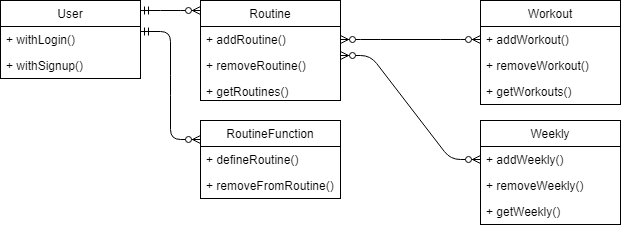 User
+ withLogin()
+ withSignup()
Routine
+ addRoutine()
+ removeRoutine()
+ getRoutines()
Workout
+ addWorkout()
+ removeWorkout()
+ getWorkouts()
RoutineFunction
+ defineRoutine()
+ removeFromRoutine()
Weekly
+ addWeekly()
+ removeWeekly()
+ getWeekly()